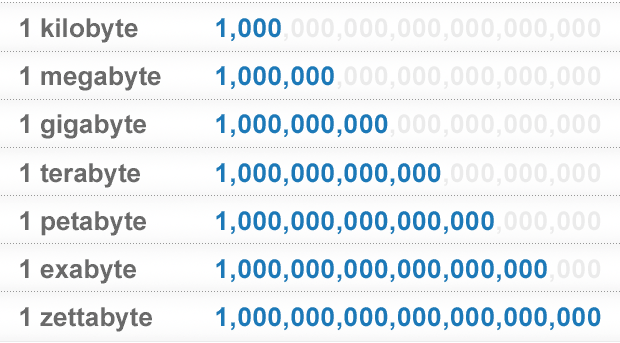 1 kilobyte 1,000,000,000,000,000,000,000
1 megabyte 1,000,000,000,000,000,000,000
1 gigabyte 1,000,000,000,000,000,000,000
1 terabyte 1,000,000,000,000,000,000,000
1 petabyte 1,000,000,000,000,000,000,000
1 exabyte 1,000,000,000,000,000,000,000
1 zettabyte 1,000,000,000,000,000,000,000